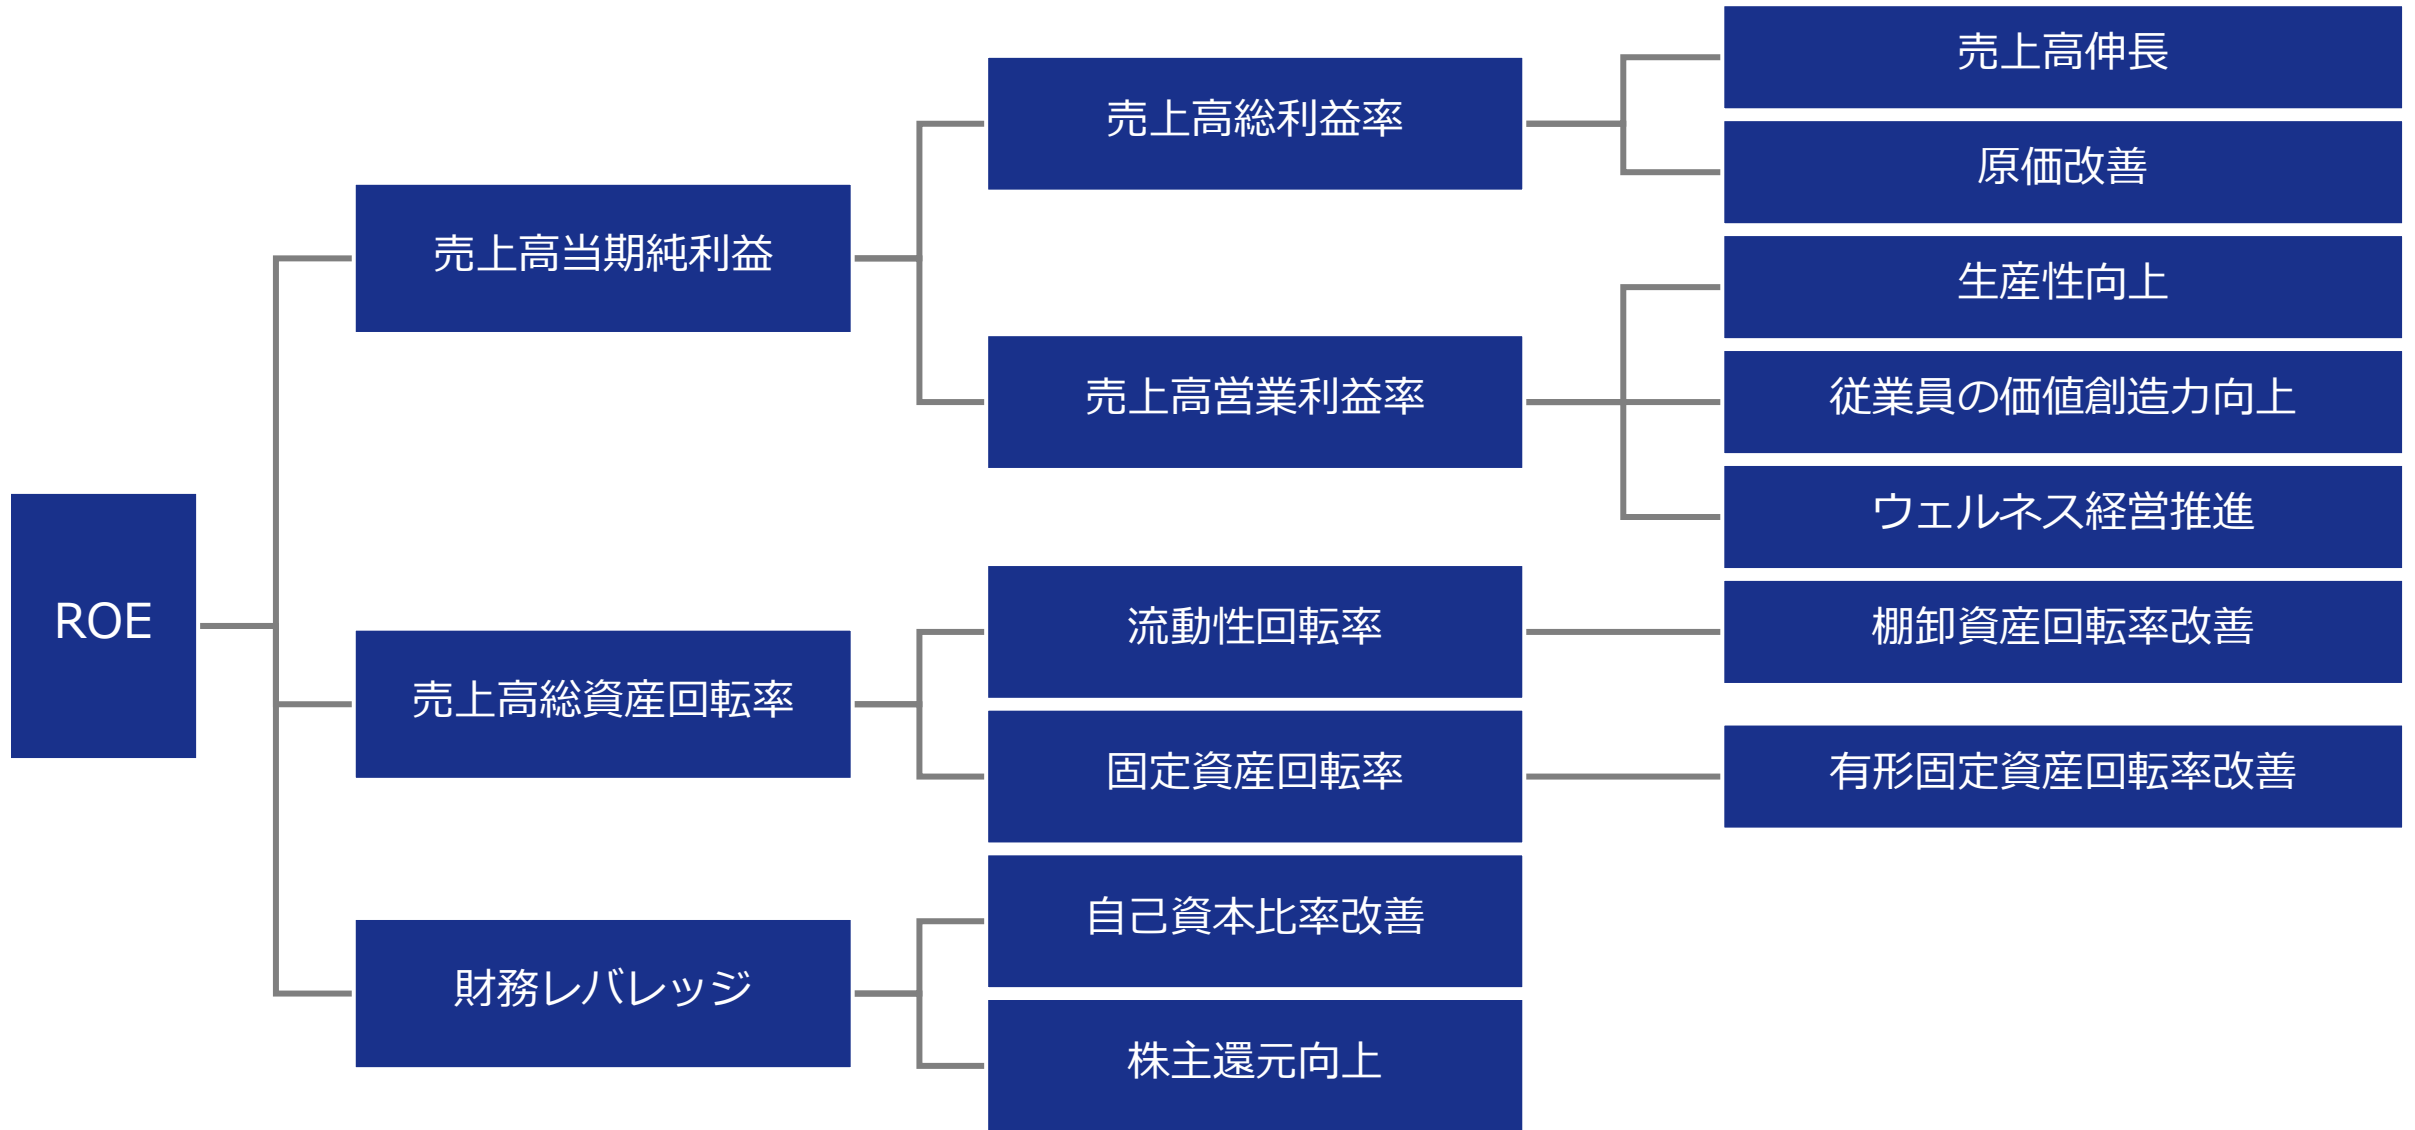 ROE
売上高当期純利益
売上高総利益率
売上高伸長
原価改善
売上高営業利益率
生産性向上
従業員の価値創造力向上
ウェルネス経営推進
売上高総資産回転率
流動性回転率
棚卸資産回転率改善
固定資産回転率
有形固定資産回転率改善
財務レバレッジ
自己資本比率改善
株主還元向上